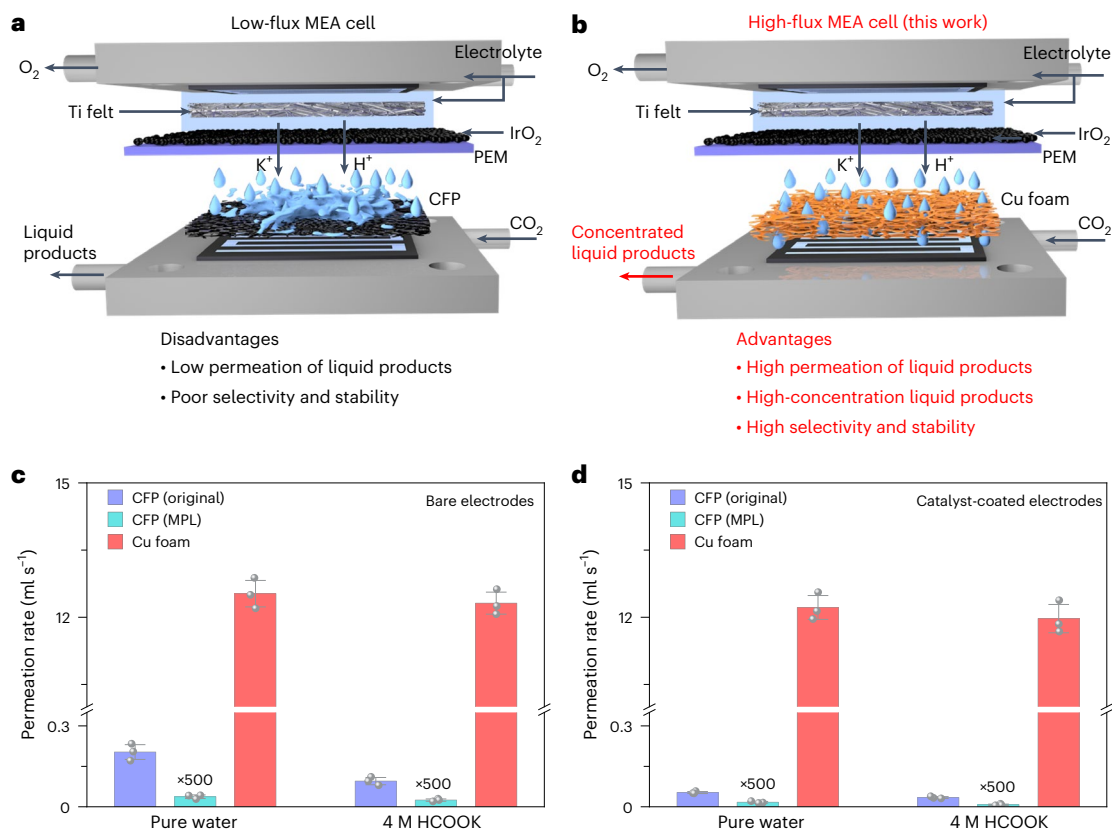 a
Low-flux MEA cell
O2
Electrolyte
Ti felt
IrO2
PEM
K+
H+
CFP
Liquid
products
CO2
Disadvantages
• Low permeation of liquid products
• Poor selectivity and stability
b
High-flux MEA cell (this work)
O2
Electrolyte
Ti felt
IrO2
PEM
K+
H+
Cu foam
Concentrated
liquid products
CO2
Advantages
• High permeation of liquid products
• High-concentration liquid products
• High selectivity and stability
c
Permeation rate (ml s−1)
15
12
0.3
0
CFP (original)
CFP (MPL)
Cu foam
Bare electrodes
×500
×500
Pure water
4 M HCOOK
d
Permeation rate (ml s−1)
15
12
0.3
0
CFP (original)
CFP (MPL)
Cu foam
Catalyst-coated electrodes
×500
×500
Pure water
4 M HCOOK